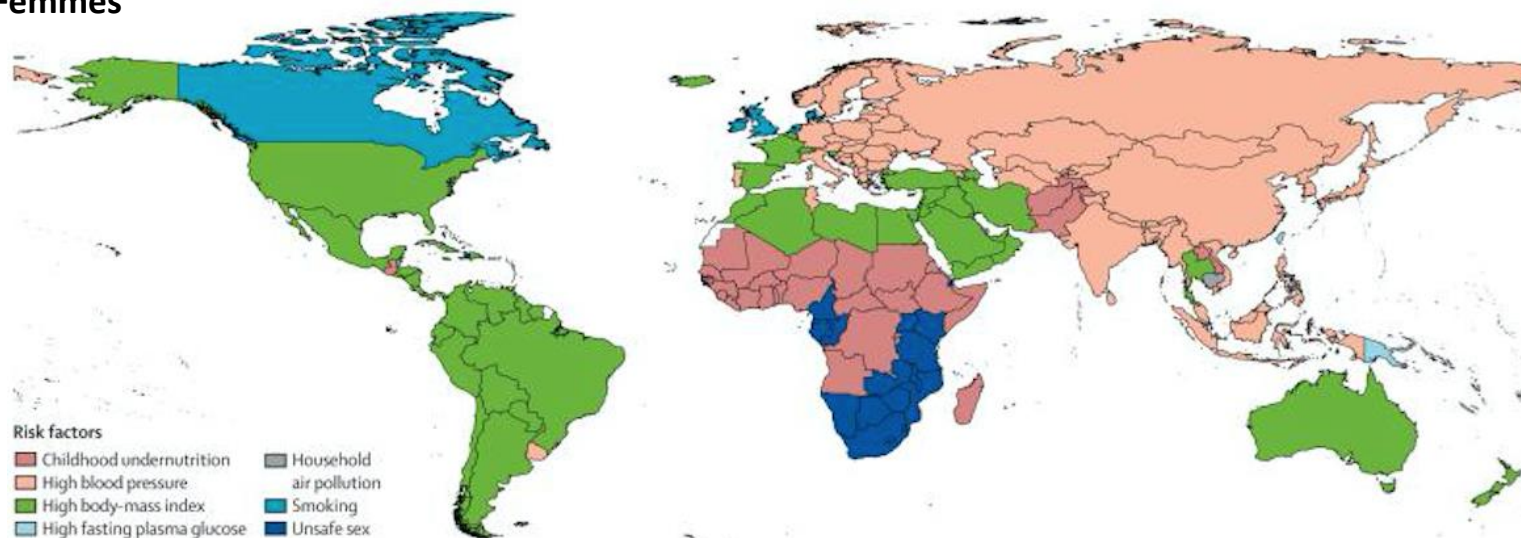 Femmes
Risk factors
Childhood undernutrition
High blood pressure
High body-mass index
High fasting plasma glucose
Household
air pollution
Smoking
Unsafe sex